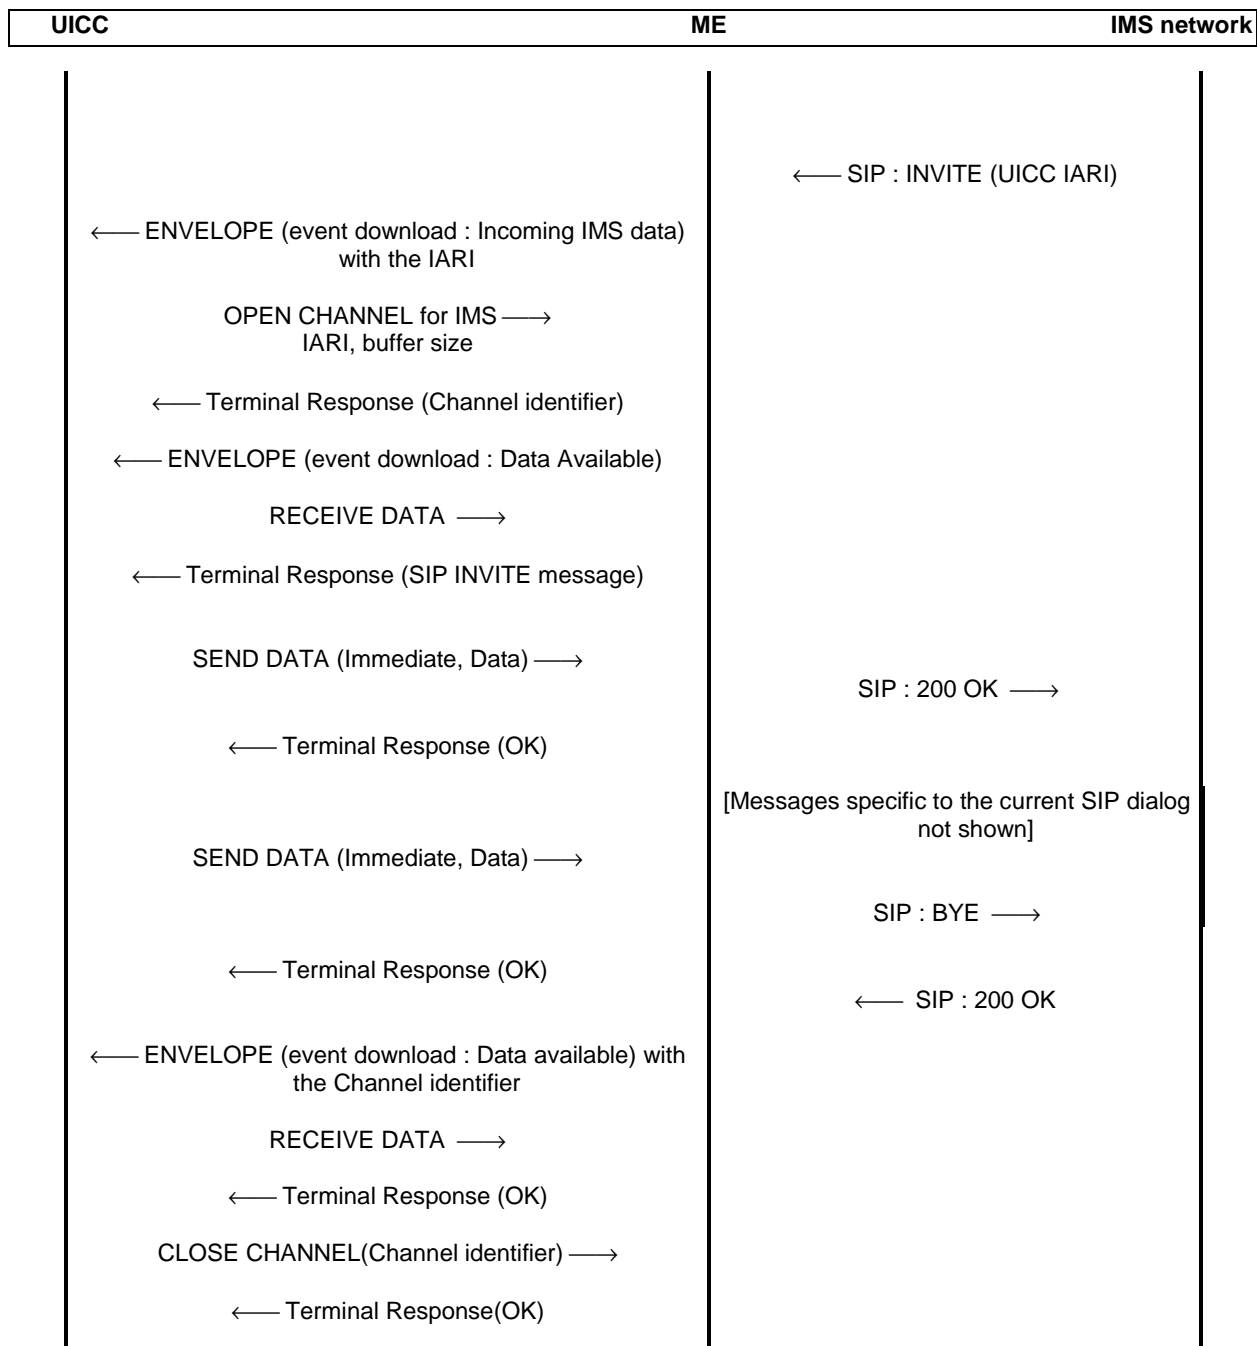 UICC ME IMS network
⟵ SIP : INVITE (UICC IARI)
⟵ ENVELOPE (event download : Incoming IMS data)
with the IARI
OPEN CHANNEL for IMS ⟶
IARI, buffer size
⟵ Terminal Response (Channel identifier)
⟵ ENVELOPE (event download : Data Available)
RECEIVE DATA ⟶
⟵ Terminal Response (SIP INVITE message)
SEND DATA (Immediate, Data) ⟶
SIP : 200 OK ⟶
⟵ Terminal Response (OK)
[Messages specific to the current SIP dialog
not shown]
SEND DATA (Immediate, Data) ⟶
SIP : BYE ⟶
⟵ Terminal Response (OK)
⟵ SIP : 200 OK
⟵ ENVELOPE (event download : Data available) with
the Channel identifier
RECEIVE DATA ⟶
⟵ Terminal Response (OK)
CLOSE CHANNEL(Channel identifier) ⟶
⟵ Terminal Response(OK)